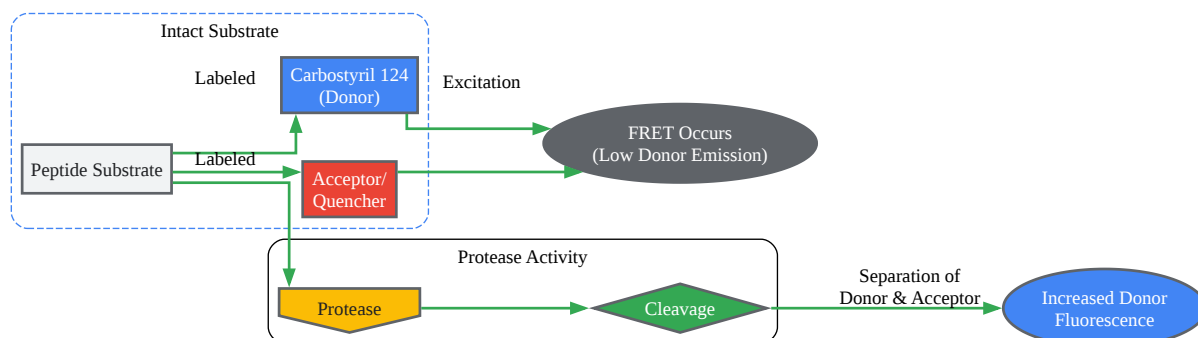 Intact Substrate
Labeled
Carbostyril 124
(Donor)
Excitation
FRET Occurs
(Low Donor Emission)
Peptide Substrate
Labeled
Acceptor/
Quencher
Protease Activity
Protease
Cleavage
Separation of
Donor & Acceptor
Increased Donor
Fluorescence